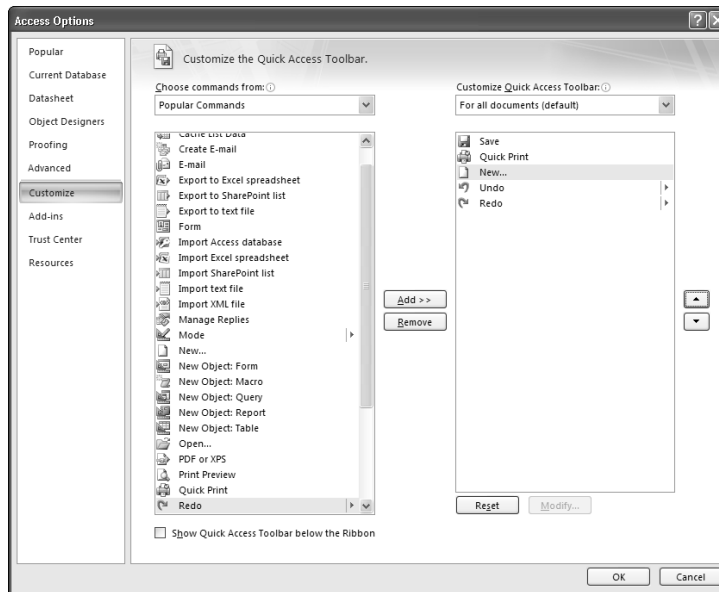 Access Options
Popular
Current Database
Datasheet
Object Designers
Proofing
Advanced
Customize
Add-ins
Trust Center
Resources
Customize the Quick Access Toolbar.
Choose commands from:
Popular Commands
Cache List Data
Create E-mail
E-mail
Export to Excel spreadsheet
Export to SharePoint list
Export to text file
Form
Import Access database
Import Excel spreadsheet
Import SharePoint list
Import text file
Import XML file
Manage Replies
Mode
New...
New Object: Form
New Object: Macro
New Object: Query
New Object: Report
New Object: Table
Open...
PDF or XPS
Print Preview
Quick Print
Redo
Show Quick Access Toolbar below the Ribbon
Add >>
Remove
Customize Quick Access Toolbar:
For all documents (default)
Save
Quick Print
New...
Undo
Redo
Reset
Modify...
OK
Cancel